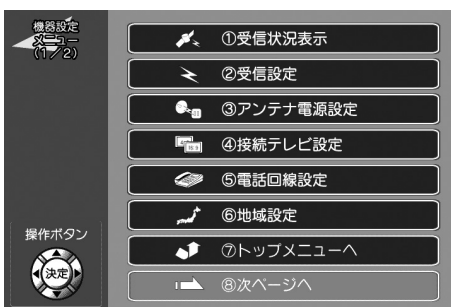 機器設定
メニュー
(1/2)
①受信状況表示
②受信設定
③アンテナ電源設定
④接続テレビ設定
⑤電話回線設定
⑥地域設定
⑦トップメニューへ
⑧次ページへ
操作ボタン
決定